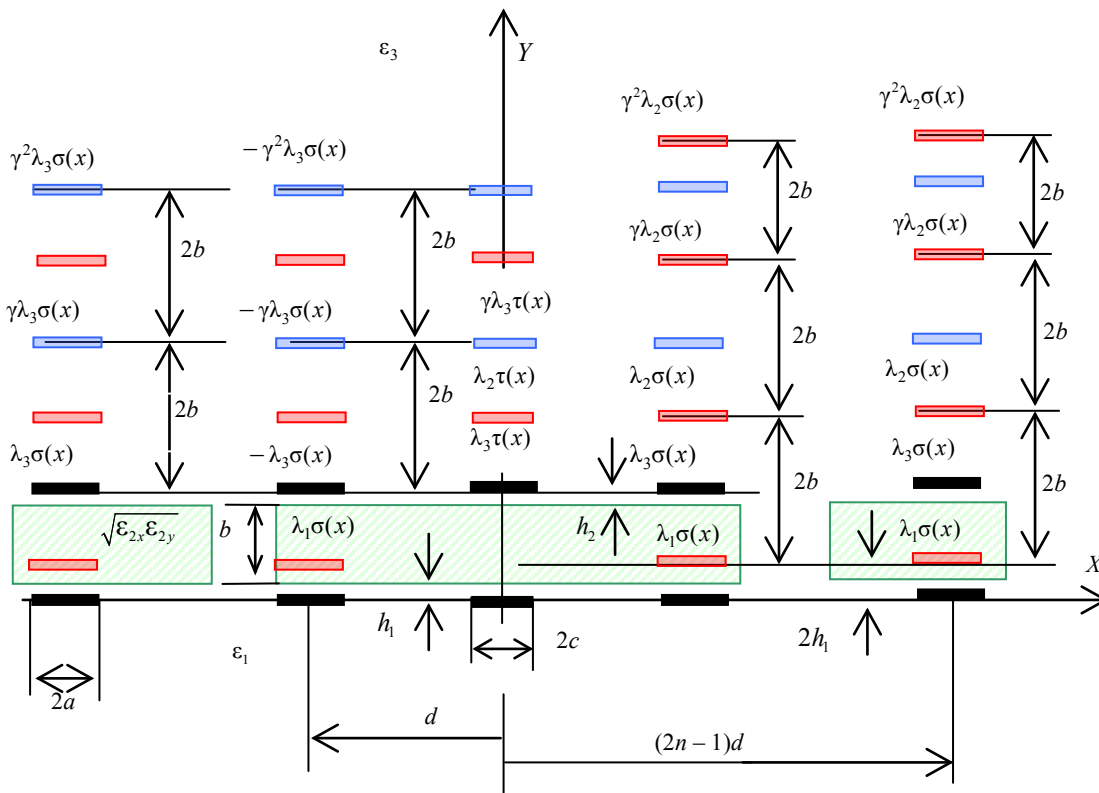 ε₃
Y
γ²λ₂σ(x)
γ²λ₂σ(x)
γ²λ₃σ(x)
− γ²λ₃σ(x)
2b
2b
2b
2b
γλ₂σ(x)
γλ₂σ(x)
γλ₃σ(x)
− γλ₃σ(x)
γλ₃τ(x)
2b
2b
λ₂τ(x)
λ₂σ(x)
λ₂σ(x)
2b
2b
λ₃τ(x)
λ₃σ(x)
− λ₃σ(x)
λ₃σ(x)
λ₃σ(x)
2b
2b
√ε₂ₓε₂ᵧ
b
λ₁σ(x)
h₂
λ₁σ(x)
λ₁σ(x)
X
h₁
2c
2h₁
ε₁
2a
d
(2n − 1)d